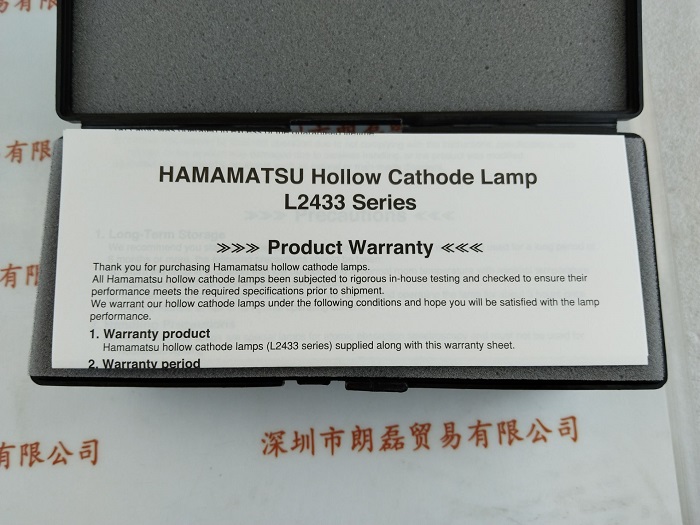 有限
HAMAMATSU Hollow Cathode Lamp
L2433 Series
>>> Product Warranty <<<
Thank you for purchasing Hamamatsu hollow cathode lamps.
All Hamamatsu hollow cathode lamps been subjected to rigorous in-house testing and checked to ensure their
performance meets the required specifications prior to shipment.
We warrant our hollow cathode lamps under the following conditions and hope you will be satisfied with the lamp
performance.
1. Warranty product
Hamamatsu hollow cathode lamps (L2433 series) supplied along with this warranty sheet.
2. Warranty period
有限
有限公司
深圳市朗磊贸易有限公司